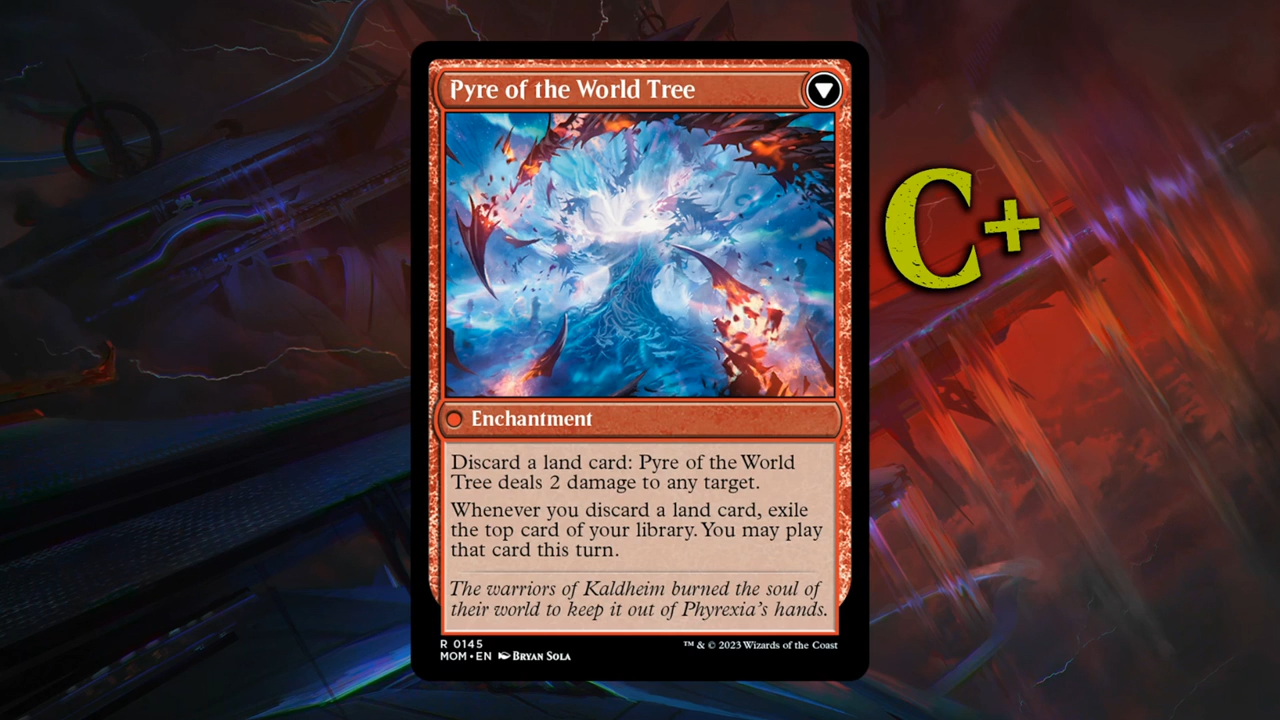 Pyre of the World Tree
C+
Enchantment
Discard a land card: Pyre of the World
Tree deals 2 damage to any target.
Whenever you discard a land card, exile
the top card of your library. You may play
that card this turn.
The warriors of Kaldheim burned the soul of
their world to keep it out of Phyrexia's hands.
R 0145
MOM • EN Bryan Sola
™ & © 2023 Wizards of the Coast